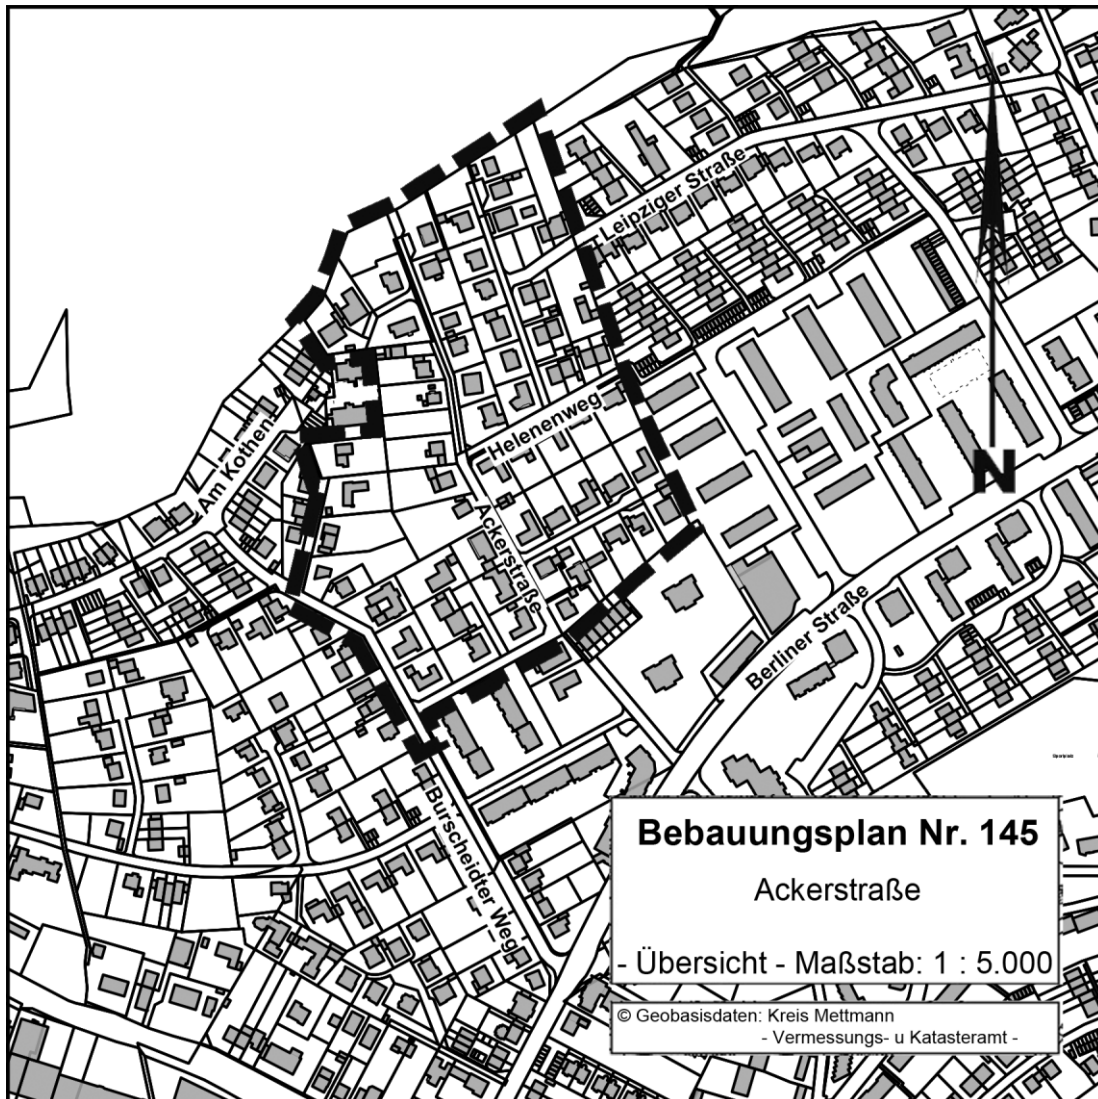 Leipziger Straße
Helenenweg
Am Kothen
Ackerstraße
Berliner Straße
N
Burscheidter Weg
Bebauungsplan Nr. 145
Ackerstraße
- Übersicht - Maßstab: 1 : 5.000
© Geobasisdaten: Kreis Mettmann
- Vermessungs- u Katasteramt -